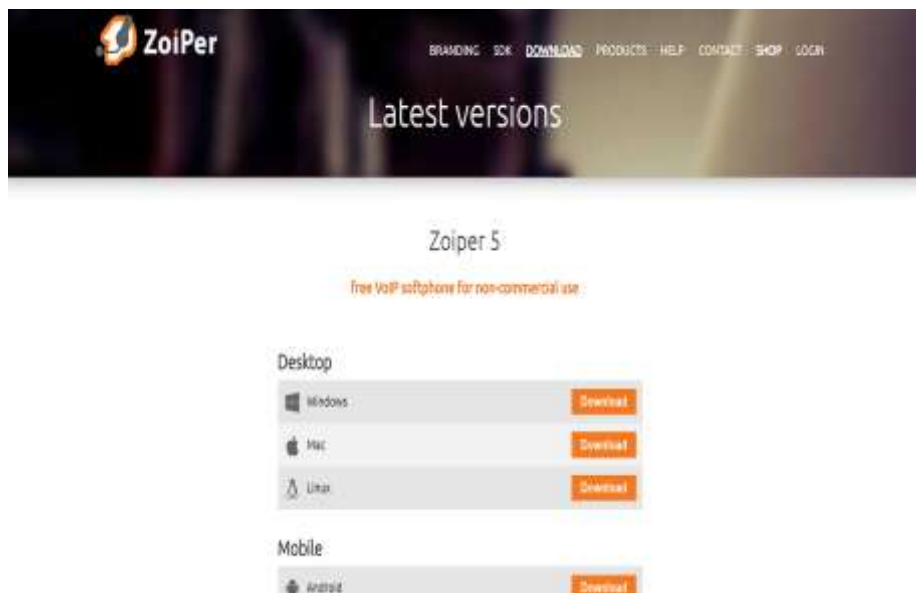 ZoiPer
BRANDING SDK DOWNLOAD PRODUCTS HELP CONTACT SHOP LOGIN
Latest versions
Zoiper 5
Free VoIP softphone for non-commercial use
Desktop
Windows Download
Mac Download
Linux Download
Mobile
Android Download